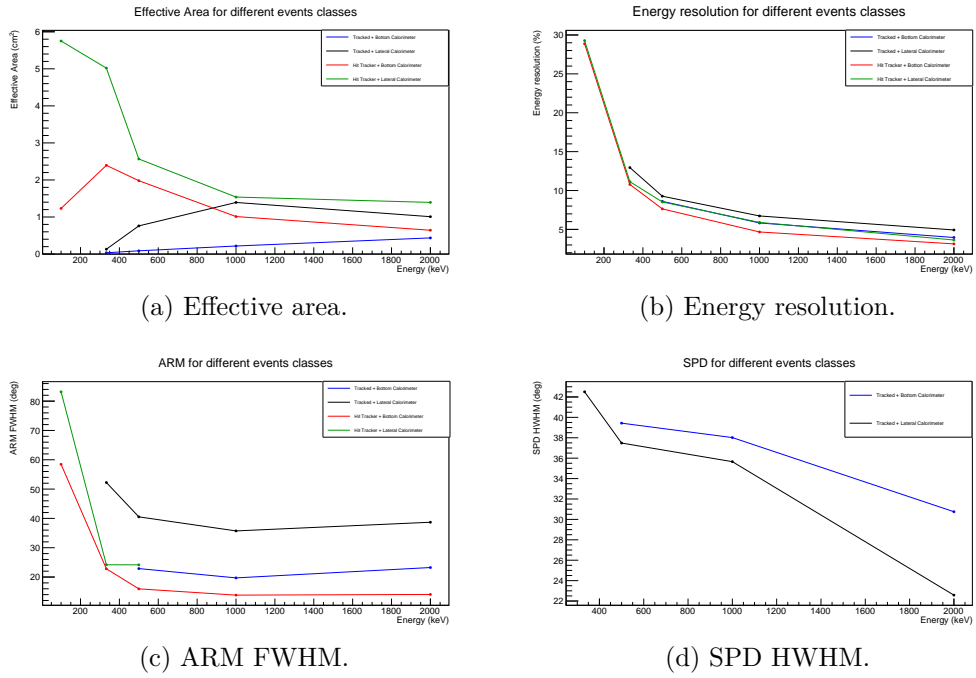 Effective Area for different events classes
Effective Area (cm²)
6
5
4
3
2
1
0
Tracked + Bottom Calorimeter
Tracked + Lateral Calorimeter
Hit Tracker + Bottom Calorimeter
Hit Tracker + Lateral Calorimeter
200 400 600 800 1000 1200 1400 1600 1800 2000
Energy (keV)
(a) Effective area.
Energy resolution for different events classes
Energy resolution (%)
30
25
20
15
10
5
Tracked + Bottom Calorimeter
Tracked + Lateral Calorimeter
Hit Tracker + Bottom Calorimeter
Hit Tracker + Lateral Calorimeter
200 400 600 800 1000 1200 1400 1600 1800 2000
Energy (keV)
(b) Energy resolution.
ARM for different events classes
ARM FWHM (deg)
80
70
60
50
40
30
20
Tracked + Bottom Calorimeter
Tracked + Lateral Calorimeter
Hit Tracker + Bottom Calorimeter
Hit Tracker + Lateral Calorimeter
200 400 600 800 1000 1200 1400 1600 1800 2000
Energy (keV)
(c) ARM FWHM.
SPD for different events classes
SPD HWHM (deg)
42
40
38
36
34
32
30
28
26
24
22
Tracked + Bottom Calorimeter
Tracked + Lateral Calorimeter
400 600 800 1000 1200 1400 1600 1800 2000
Energy (keV)
(d) SPD HWHM.